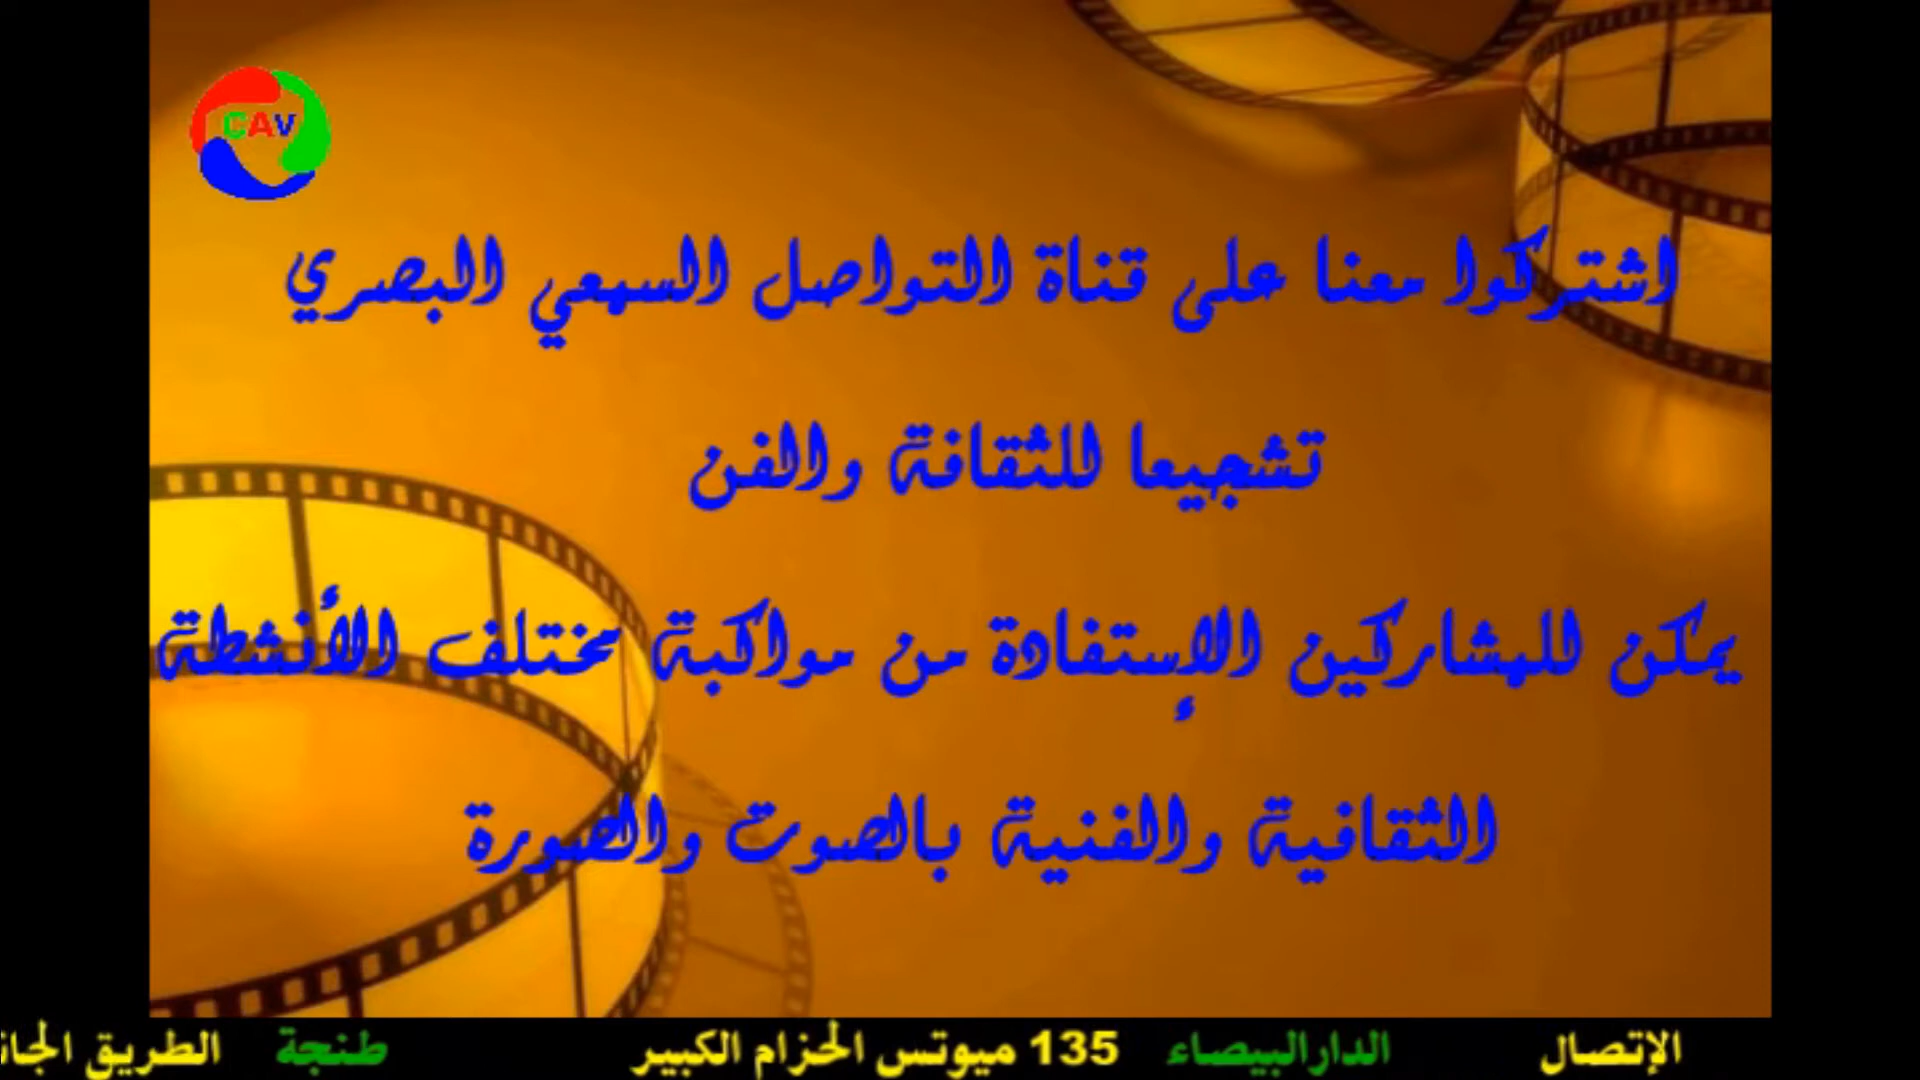 CAV
اشتركوا معنا على قناة التواصل السمعي البصري
تشجيعا للثقافة والفن
يمكن للمشاركين الإستفادة من مواكبة مختلف الأنشطة
الثقافية والفنية بالصوت والصورة
الإتصال الدارالبيضاء 135 ميوتس الحزام الكبير طنجة الطريق